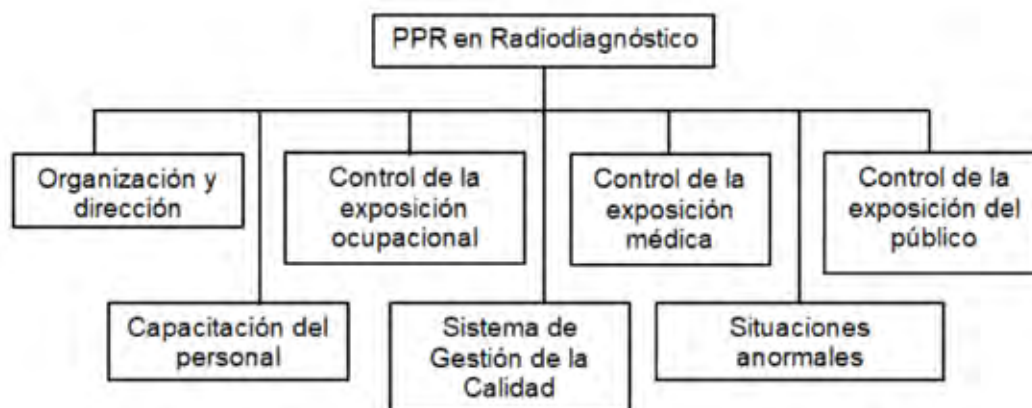 PPR en Radiodiagnóstico
Organización y
dirección
Control de la
exposición
ocupacional
Control de la
exposición
médica
Control de la
exposición del
público
Capacitación del
personal
Sistema de
Gestión de la
Calidad
Situaciones
anormales